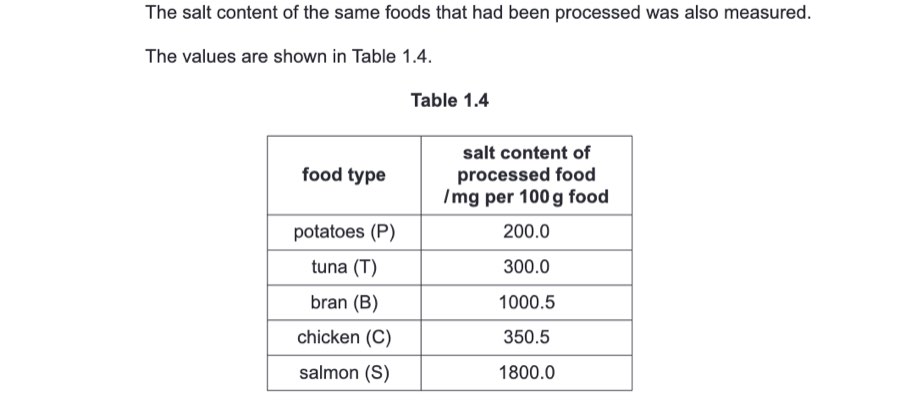 The salt content of the same foods that had been processed was also measured.
The values are shown in Table 1.4.
Table 1.4
food type
salt content of
processed food
/mg per 100 g food
potatoes (P) 200.0
tuna (T) 300.0
bran (B) 1000.5
chicken (C) 350.5
salmon (S) 1800.0